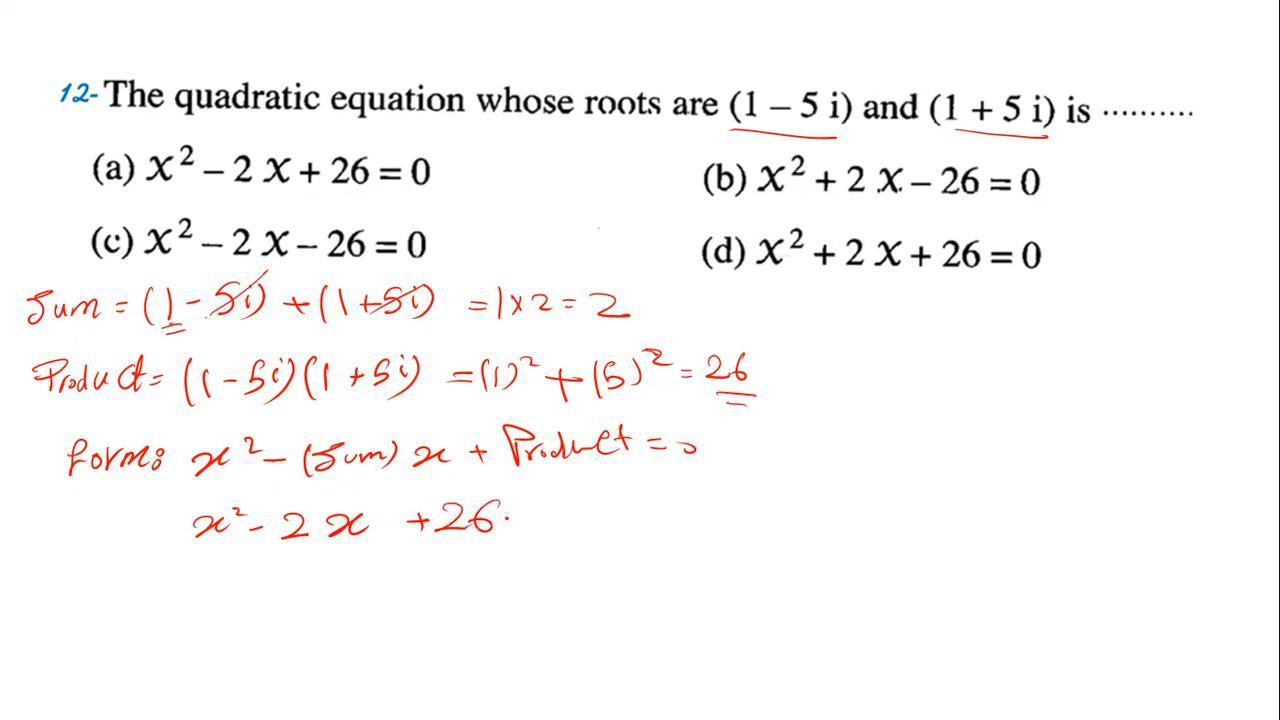 12- The quadratic equation whose roots are (1 – 5 i) and (1 + 5 i) is ..........
(a) X² – 2 X + 26 = 0 (b) X² + 2 X – 26 = 0
(c) X² – 2 X – 26 = 0 (d) X² + 2 X + 26 = 0
Sum = (1 - 5i) + (1 + 5i) = 1 x 2 = 2
Product = (1 - 5i)(1 + 5i) = (1)² + (5)² = 26
form: x² - (Sum) x + Product = 0
x² - 2 x + 26